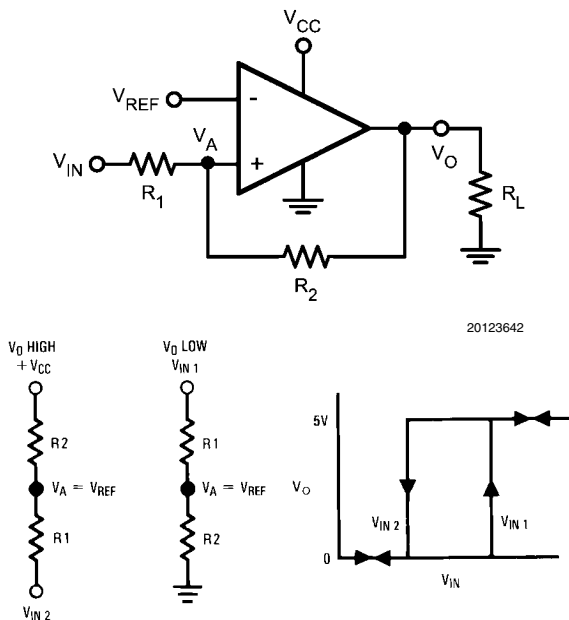 VCC
VREF
-
VA
VIN
+
VO
R1
RL
R2
20123642
VO HIGH
+ VCC
VO LOW
VIN 1
R2
R1
5V
VA = VREF
VA = VREF
VO
R1
R2
VIN 2
VIN 1
0
VIN
VIN 2